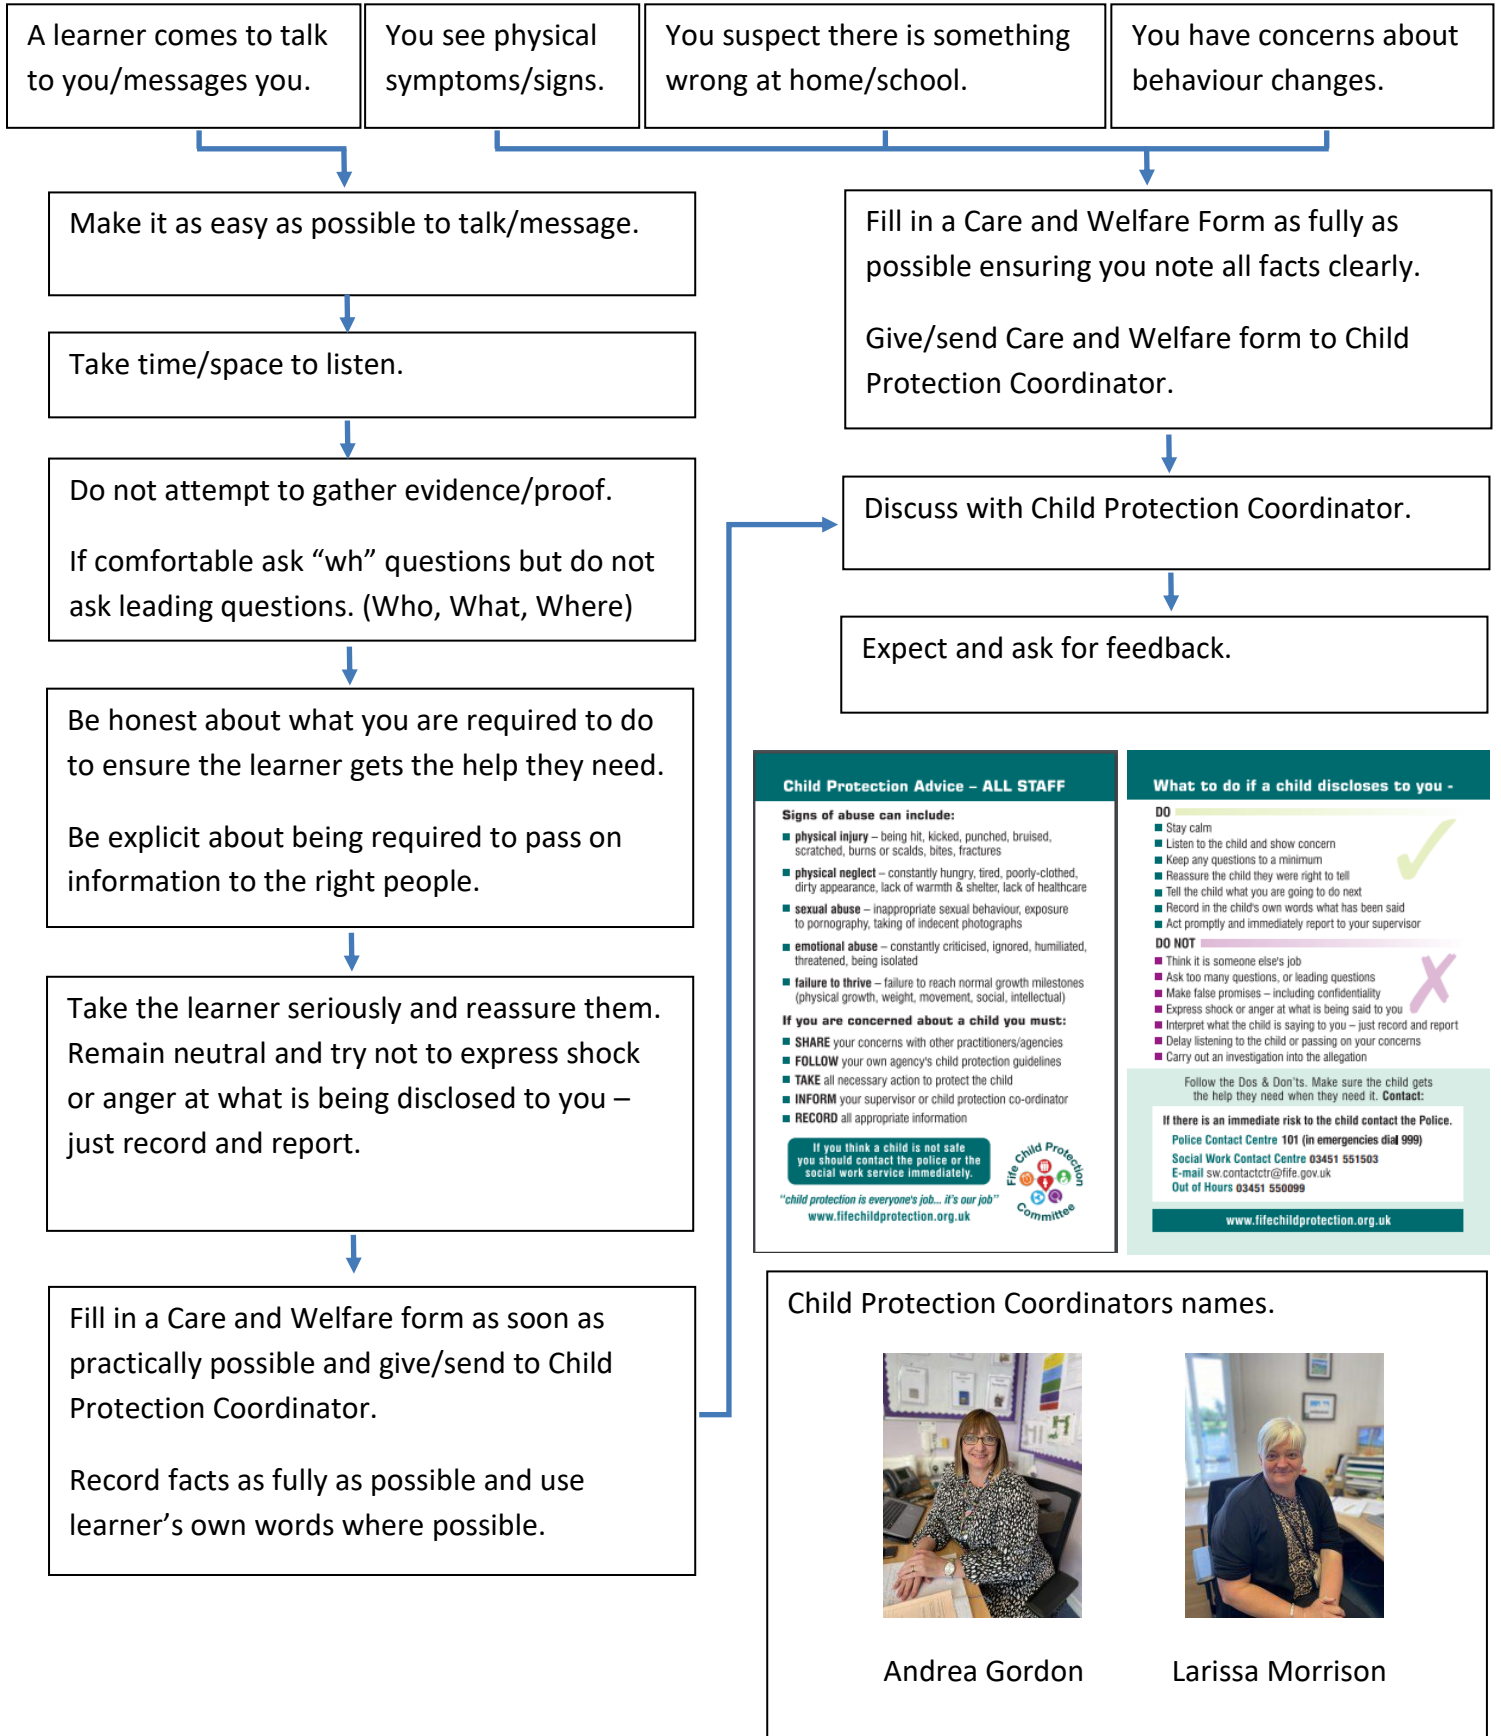 A learner comes to talk
to you/messages you.
You see physical
symptoms/signs.
You suspect there is something
wrong at home/school.
You have concerns about
behaviour changes.
Make it as easy as possible to talk/message.
Take time/space to listen.
Do not attempt to gather evidence/proof.
If comfortable ask “wh” questions but do not
ask leading questions. (Who, What, Where)
Be honest about what you are required to do
to ensure the learner gets the help they need.
Be explicit about being required to pass on
information to the right people.
Take the learner seriously and reassure them.
Remain neutral and try not to express shock
or anger at what is being disclosed to you –
just record and report.
Fill in a Care and Welfare form as soon as
practically possible and give/send to Child
Protection Coordinator.
Record facts as fully as possible and use
learner’s own words where possible.
Fill in a Care and Welfare Form as fully as
possible ensuring you note all facts clearly.
Give/send Care and Welfare form to Child
Protection Coordinator.
Discuss with Child Protection Coordinator.
Expect and ask for feedback.
Child Protection Advice – ALL STAFF
Signs of abuse can include:
physical injury – being hit, kicked, punched, bruised,
scratched, burns or scalds, bites, fractures
physical neglect – constantly hungry, tired, poorly-clothed,
dirty appearance, lack of warmth & shelter, lack of healthcare
sexual abuse – inappropriate sexual behaviour, exposure
to pornography, taking of indecent photographs
emotional abuse – constantly criticised, ignored, humiliated,
threatened, being isolated
failure to thrive – failure to reach normal growth milestones
(physical growth, weight, movement, social, intellectual)
If you are concerned about a child you must:
SHARE your concerns with other practitioners/agencies
FOLLOW your own agency's child protection guidelines
TAKE all necessary action to protect the child
INFORM your supervisor or child protection co-ordinator
RECORD all appropriate information
If you think a child is not safe
you should contact the police or the
social work service immediately.
"child protection is everyone's job... it's our job"
www.fifechildprotection.org.uk
Fife Child Protection
Committee
What to do if a child discloses to you -
DO
Stay calm
Listen to the child and show concern
Keep any questions to a minimum
Reassure the child they were right to tell
Tell the child what you are going to do next
Record in the child's own words what has been said
Act promptly and immediately report to your supervisor
DO NOT
Think it is someone else's job
Ask too many questions, or leading questions
Make false promises – including confidentiality
Express shock or anger at what is being said to you
Interpret what the child is saying to you – just record and report
Delay listening to the child or passing on your concerns
Carry out an investigation into the allegation
Follow the Dos & Don'ts. Make sure the child gets
the help they need when they need it. Contact:
If there is an immediate risk to the child contact the Police.
Police Contact Centre 101 (in emergencies dial 999)
Social Work Contact Centre 03451 551503
E-mail sw.contactctr@fife.gov.uk
Out of Hours 03451 550099
www.fifechildprotection.org.uk
Child Protection Coordinators names.
Andrea Gordon
Larissa Morrison